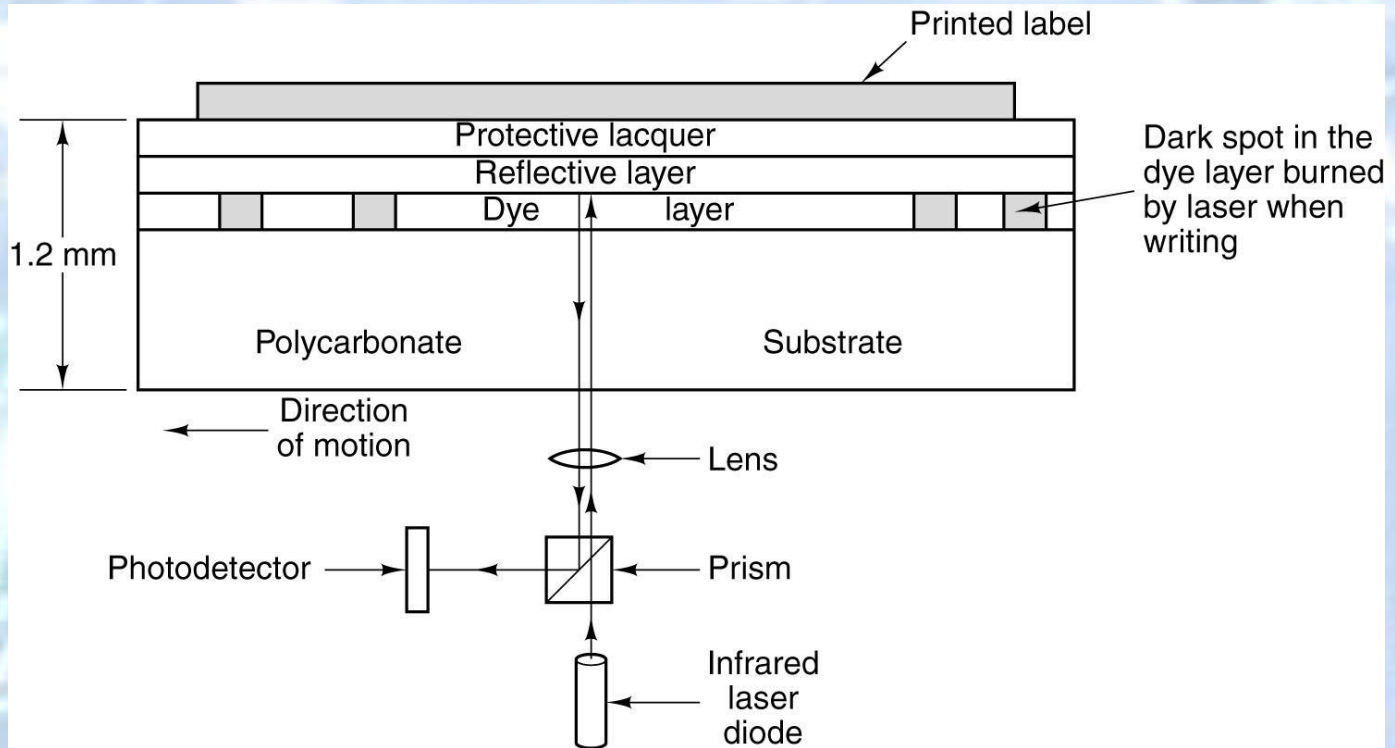 Printed label
Protective lacquer
Reflective layer
Dye layer
Dark spot in the
dye layer burned
by laser when
writing
1.2 mm
Polycarbonate Substrate
Direction
of motion
Lens
Photodetector
Prism
Infrared
laser
diode